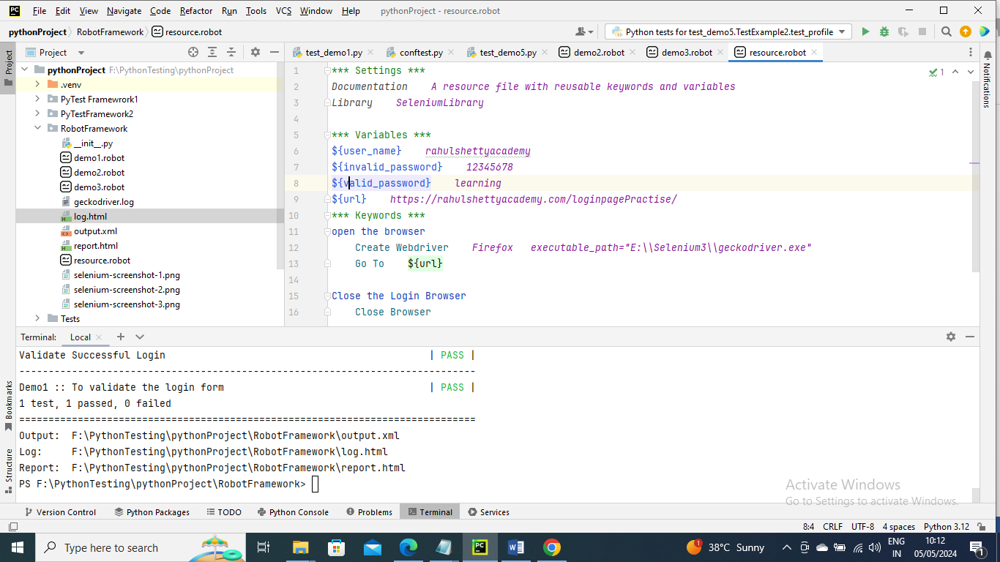 PC File Edit View Navigate Code Refactor Run Tools VCS Window Help pythonProject - resource.robot
pythonProject RobotFramework resource.robot Python tests for test_demo5.TestExample2.test_profile
Project
Project
test_demo1.py conftest.py test_demo5.py demo2.robot demo3.robot resource.robot
Notifications
pythonProject F:\PythonTesting\pythonProject
.venv
PyTest Framewrork1
PyTestFramework2
RobotFramework
__init__.py
demo1.robot
demo2.robot
demo3.robot
geckodriver.log
log.html
output.xml
report.html
resource.robot
selenium-screenshot-1.png
selenium-screenshot-2.png
selenium-screenshot-3.png
Tests
1
1 *** Settings ***
2 Documentation    A resource file with reusable keywords and variables
3 Library    SeleniumLibrary
4
5 *** Variables ***
6 ${user_name}    rahulshettyacademy
7 ${invalid_password}    12345678
8 ${valid_password}    learning
9 ${url}    https://rahulshettyacademy.com/loginpagePractise/
10 *** Keywords ***
11 open the browser
12     Create Webdriver    Firefox   executable_path="E:\\Selenium3\\geckodriver.exe"
13     Go To    ${url}
14
15 Close the Login Browser
16     Close Browser
Terminal: Local
Validate Successful Login | PASS |
------------------------------------------------------------------------------
Demo1 :: To validate the login form | PASS |
1 test, 1 passed, 0 failed
==============================================================================
Output:  F:\PythonTesting\pythonProject\RobotFramework\output.xml
Log:     F:\PythonTesting\pythonProject\RobotFramework\log.html
Report:  F:\PythonTesting\pythonProject\RobotFramework\report.html
PS F:\PythonTesting\pythonProject\RobotFramework>
Bookmarks
Structure
Activate Windows
Go to Settings to activate Windows.
Version Control Python Packages TODO Python Console Problems Terminal Services
8:4 CRLF UTF-8 4 spaces Python 3.12
Type here to search
PC
W
1
38°C Sunny
ENG
IN
10:12
05/05/2024
1